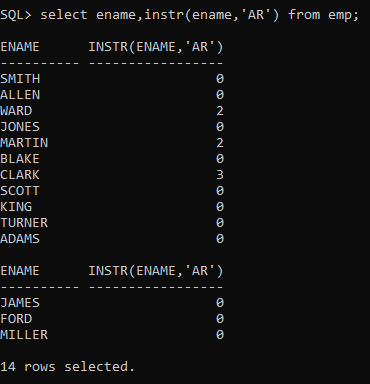 SQL> select ename,instr(ename,'AR') from emp;
ENAME      INSTR(ENAME,'AR')
---------- -----------------
SMITH                      0
ALLEN                      0
WARD                       2
JONES                      0
MARTIN                     2
BLAKE                      0
CLARK                      3
SCOTT                      0
KING                       0
TURNER                     0
ADAMS                      0
ENAME      INSTR(ENAME,'AR')
---------- -----------------
JAMES                      0
FORD                       0
MILLER                     0
14 rows selected.